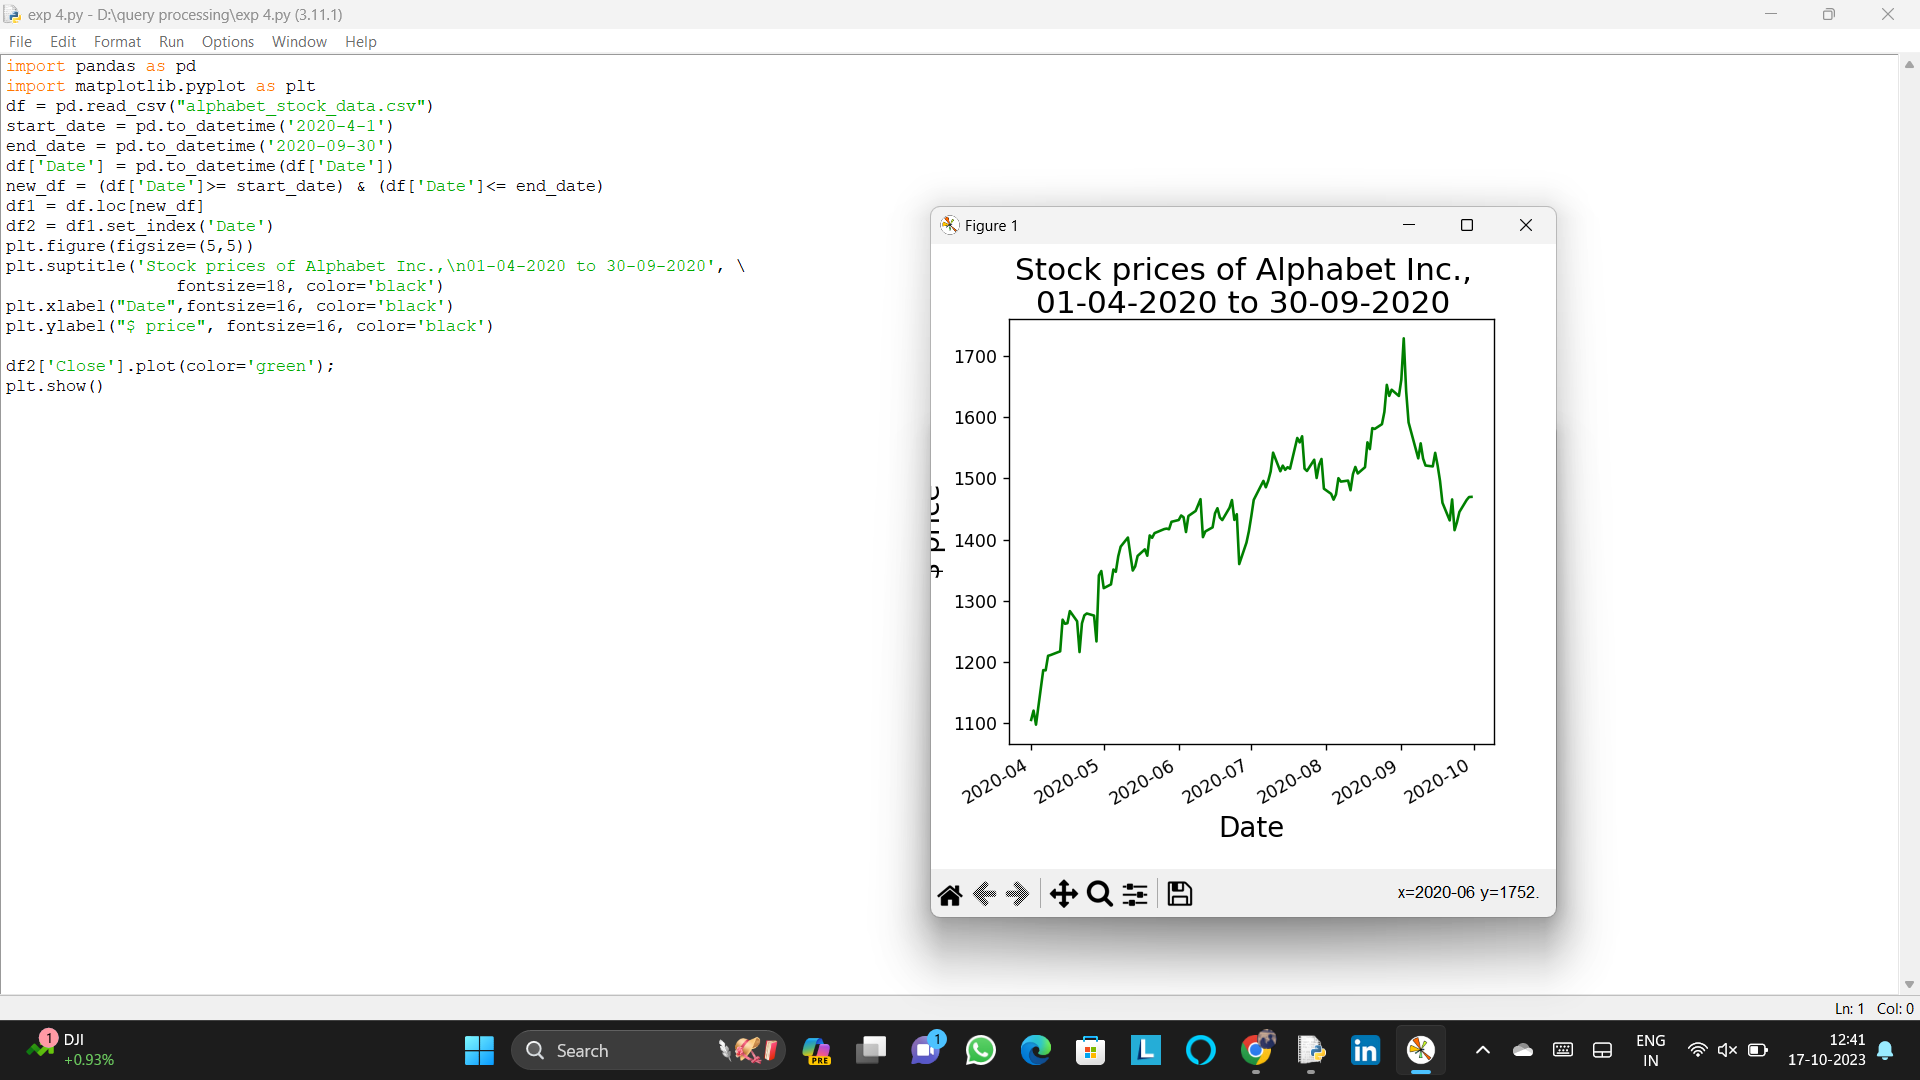 exp 4.py - D:\query processing\exp 4.py (3.11.1)
File Edit Format Run Options Window Help
import pandas as pd
import matplotlib.pyplot as plt
df = pd.read_csv("alphabet_stock_data.csv")
start_date = pd.to_datetime('2020-4-1')
end_date = pd.to_datetime('2020-09-30')
df['Date'] = pd.to_datetime(df['Date'])
new_df = (df['Date']>= start_date) & (df['Date']<= end_date)
df1 = df.loc[new_df]
df2 = df1.set_index('Date')
plt.figure(figsize=(5,5))
plt.suptitle('Stock prices of Alphabet Inc.,\n01-04-2020 to 30-09-2020', \
fontsize=18, color='black')
plt.xlabel("Date",fontsize=16, color='black')
plt.ylabel("$ price", fontsize=16, color='black')
df2['Close'].plot(color='green');
plt.show()
Figure 1
Stock prices of Alphabet Inc.,
01-04-2020 to 30-09-2020
$ price
1700
1600
1500
1400
1300
1200
1100
2020-04 2020-05 2020-06 2020-07 2020-08 2020-09 2020-10
Date
x=2020-06 y=1752.
Ln: 1 Col: 0
1
DJI
+0.93%
Search
PRE
1
L
in
ENG
IN
12:41
17-10-2023